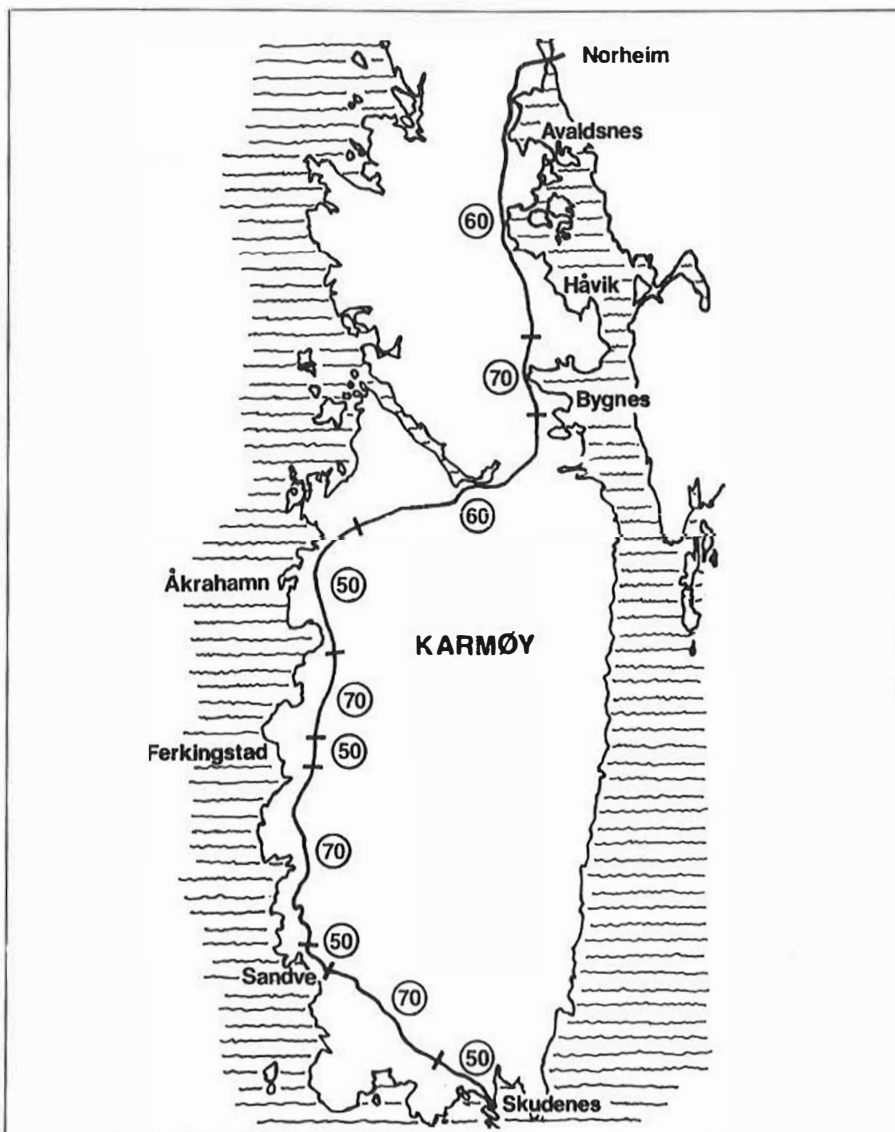 Norheim
Avaldsnes
60
Håvik
70
Bygnes
60
Åkrahamn
50
KARMØY
70
Ferkingstad
50
70
50
Sandve
70
50
Skudenes